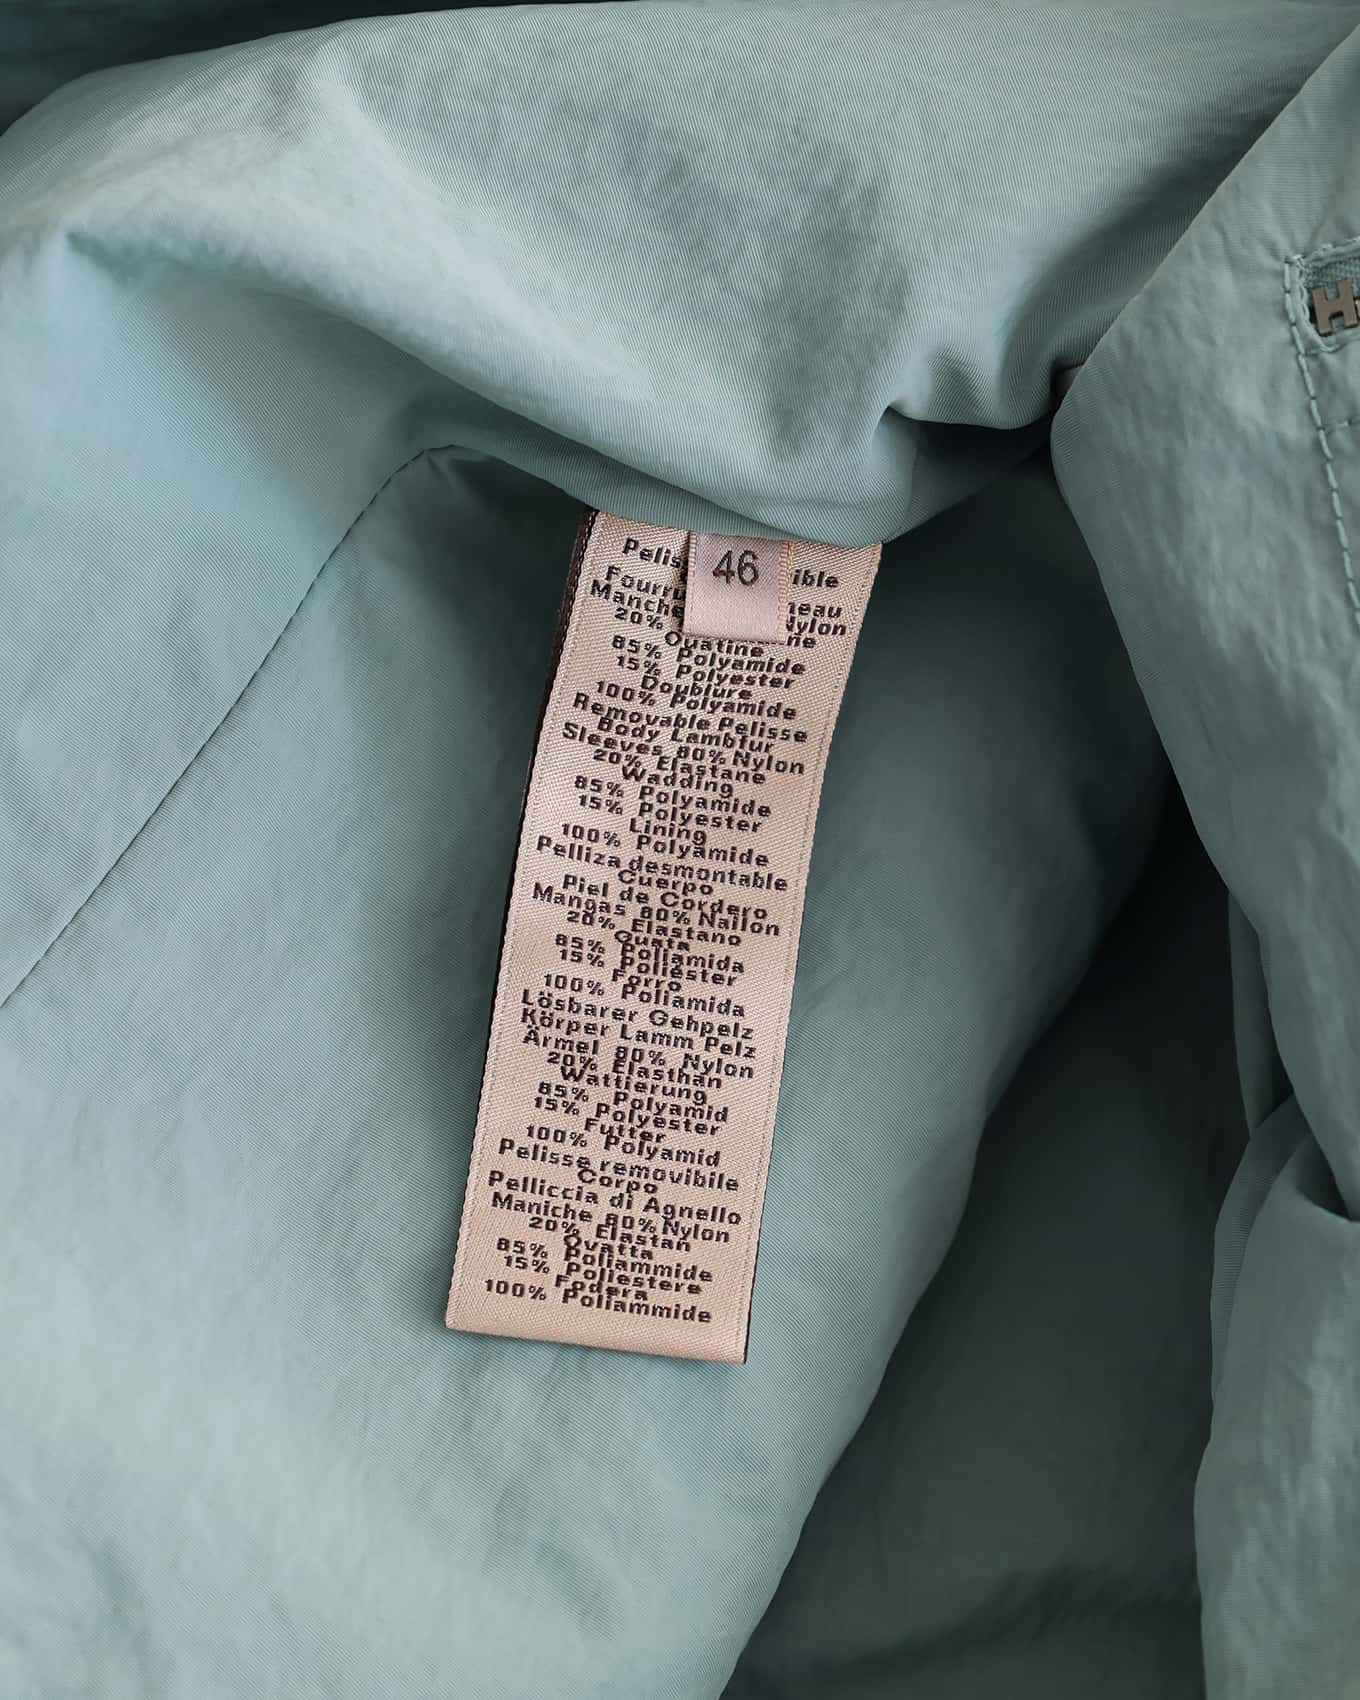 46
Ouatine
85% Polyamide
15% Polyester
Doublure
100% Polyamide
Removable Pelisse
Body Lambfur
Sleeves 80% Nylon
20% Elastane
Wadding
85% Polyamide
15% Polyester
Lining
100% Polyamide
Pelliza desmontable
Cuerpo
Piel de Cordero
Mangas 80% Nailon
20% Elastano
Guata
85% Poliamida
15% Poliéster
Forro
100% Poliamida
Lösbarer Gehpelz
Körper Lamm Pelz
Ärmel 80% Nylon
20% Elasthan
Wattierung
85% Polyamid
15% Polyester
Futter
100% Polyamid
Pelisse removibile
Corpo
Pelliccia di Agnello
Maniche 80% Nylon
20% Elastan
Ovatta
85% Poliammide
15% Poliestere
Fodera
100% Poliammide
H